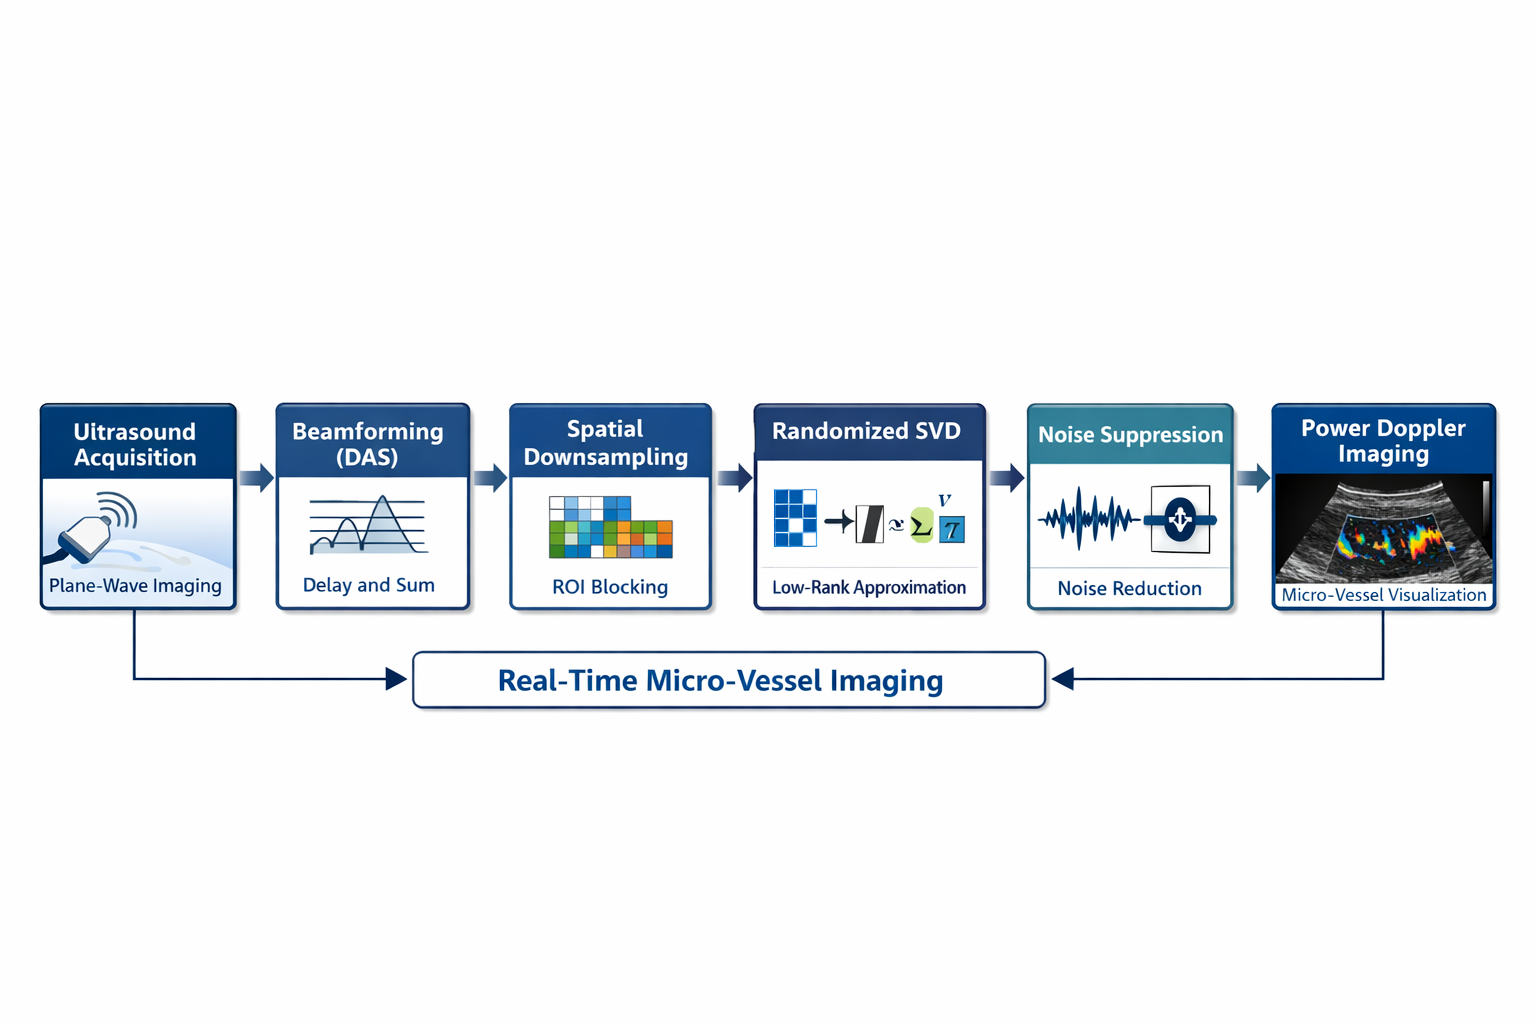 Uitrasound
Acquisition
Plane-Wave Imaging
Beamforming
(DAS)
Delay and Sum
Spatial
Downsampling
ROI Blocking
Randomized SVD
≈ Σ V T
Low-Rank Approximation
Noise Suppression
Noise Reduction
Power Doppler
Imaging
Micro-Vessel Visualization
Real-Time Micro-Vessel Imaging